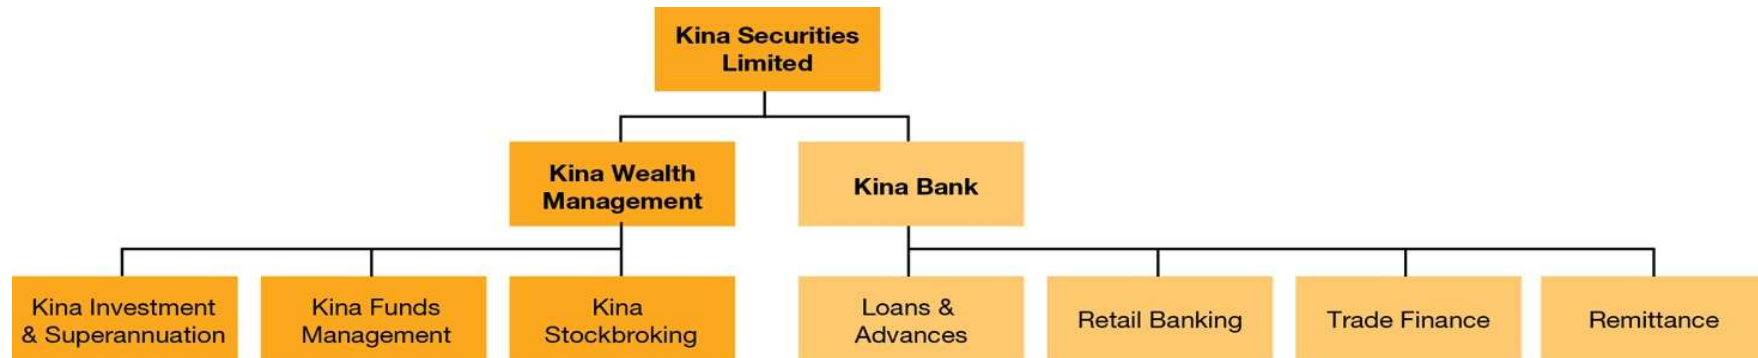 Kina Securities
Limited
Kina Wealth
Management
Kina Bank
Kina Investment
& Superannuation
Kina Funds
Management
Kina
Stockbroking
Loans &
Advances
Retail Banking
Trade Finance
Remittance